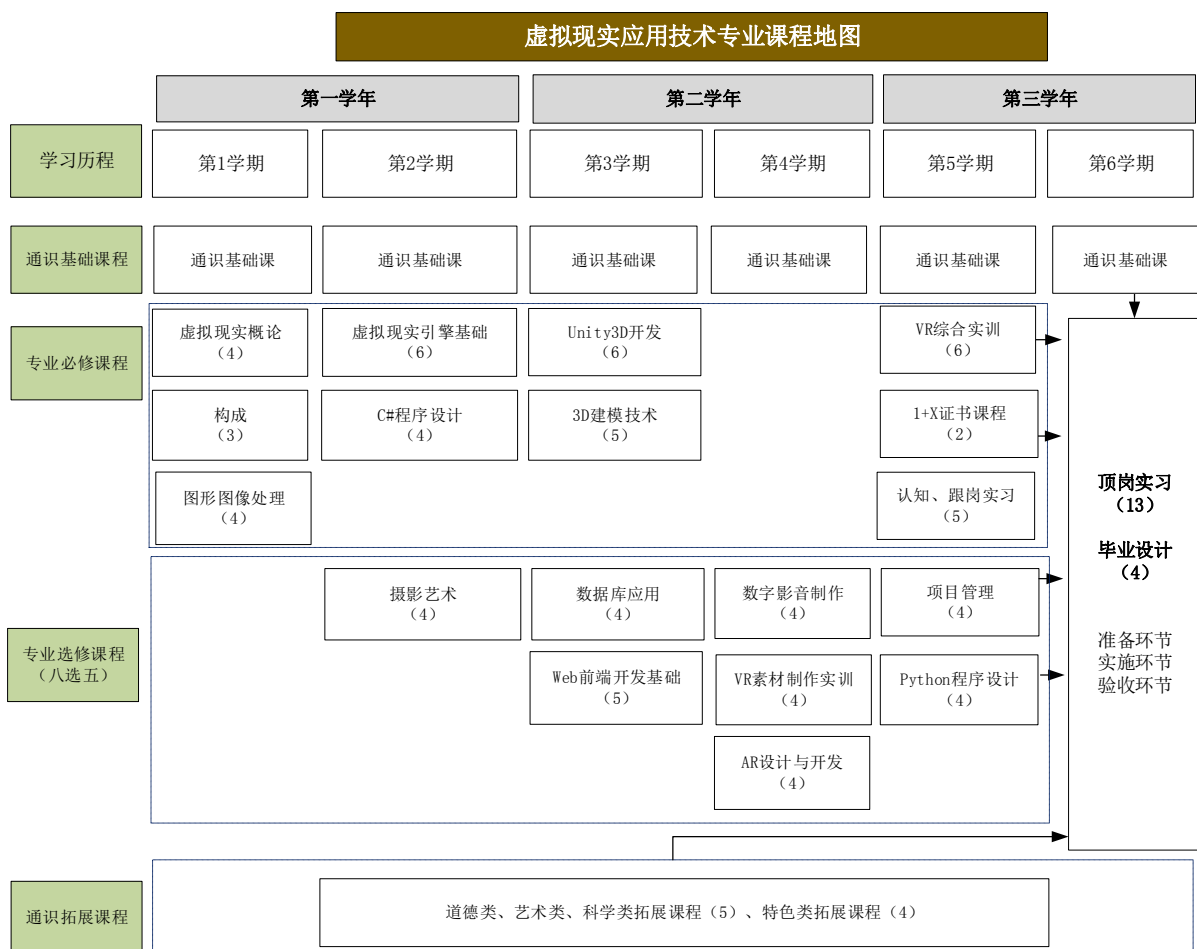 虚拟现实应用技术专业课程地图
第一学年
第二学年
第三学年
学习历程
第1学期
第2学期
第3学期
第4学期
第5学期
第6学期
通识基础课程
通识基础课
通识基础课
通识基础课
通识基础课
通识基础课
通识基础课
专业必修课程
虚拟现实概论
（4）
虚拟现实引擎基础
（6）
Unity3D开发
（6）
VR综合实训
（6）
构成
（3）
C#程序设计
（4）
3D建模技术
（5）
1+X证书课程
（2）
图形图像处理
（4）
认知、跟岗实习
（5）
顶岗实习
（13）
毕业设计
（4）
准备环节
实施环节
验收环节
专业选修课程
（八选五）
摄影艺术
（4）
数据库应用
（4）
数字影音制作
（4）
项目管理
（4）
Web前端开发基础
（5）
VR素材制作实训
（4）
Python程序设计
（4）
AR设计与开发
（4）
通识拓展课程
道德类、艺术类、科学类拓展课程（5）、特色类拓展课程（4）